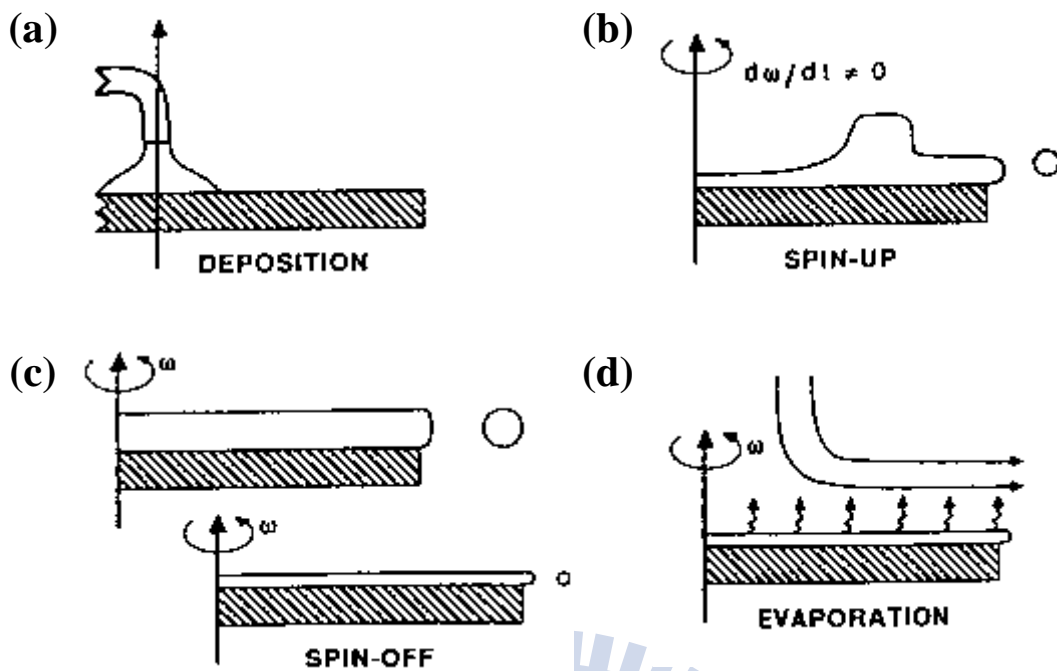 (a)
DEPOSITION
(b)
dω/dt ≠ 0
SPIN-UP
(c)
ω
ω
SPIN-OFF
(d)
ω
EVAPORATION